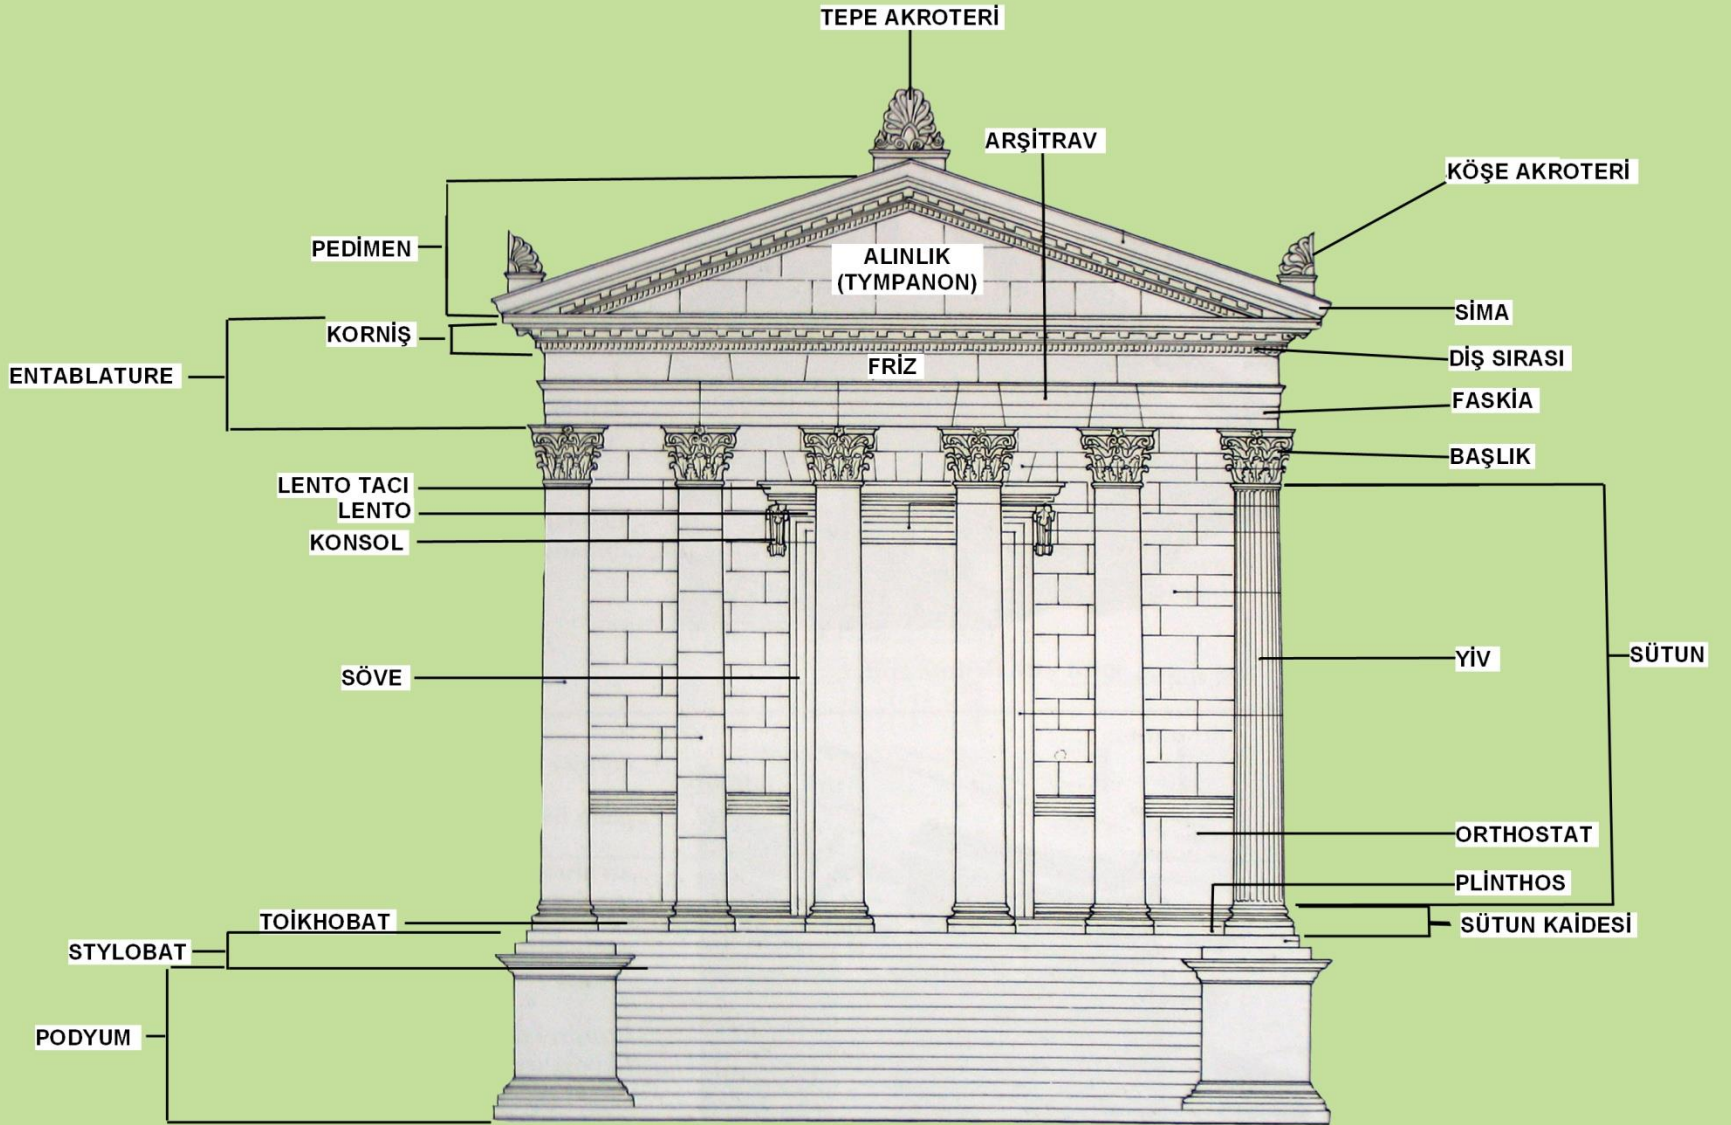 TEPE AKROTERİ
ARŞİTRAV
KÖŞE AKROTERİ
PEDİMEN
ALINLIK
(TYMPANON)
SİMA
KORNİŞ
DİŞ SIRASI
ENTABLATURE
FRİZ
FASKİA
BAŞLIK
LENTO TACI
LENTO
KONSOL
SÖVE
YİV
SÜTUN
ORTHOSTAT
PLİNTHOS
TOİKHOBAT
SÜTUN KAİDESİ
STYLOBAT
PODYUM